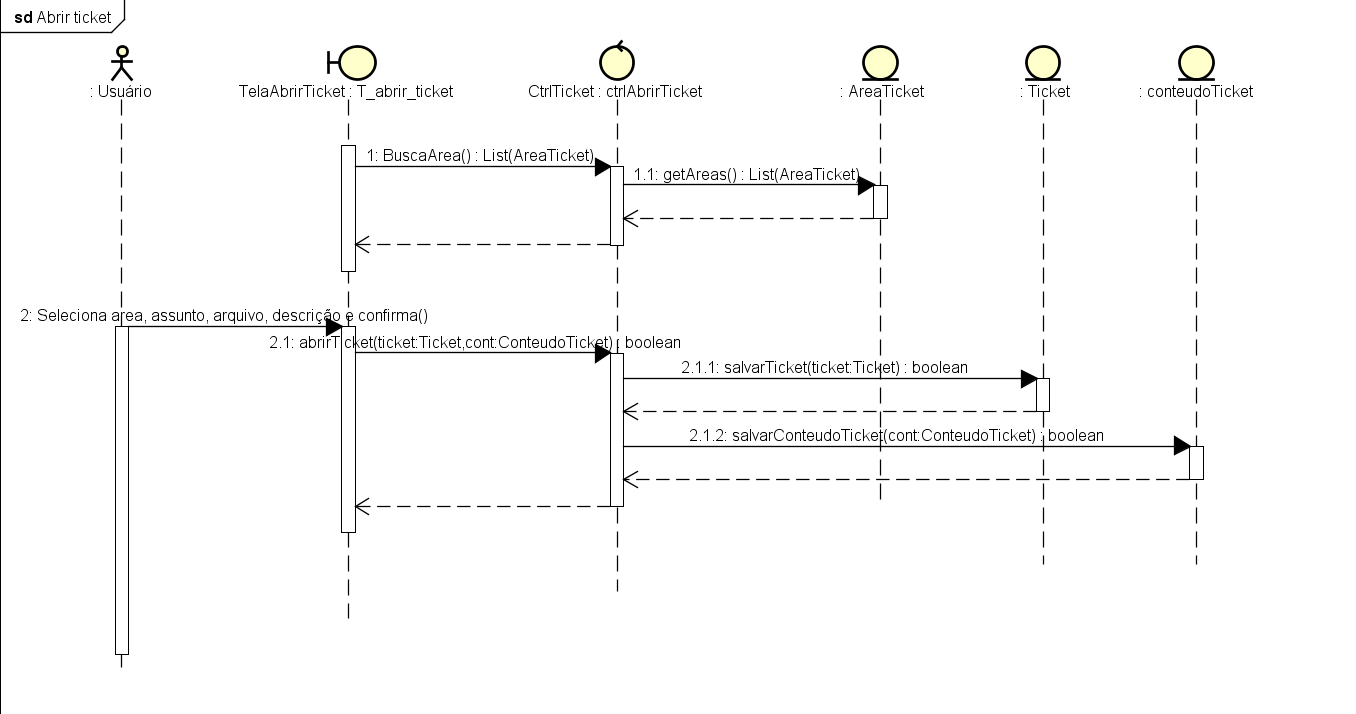 sd Abrir ticket
: Usuário
TelaAbrirTicket : T_abrir_ticket
CtrlTicket : ctrlAbrirTicket
: AreaTicket
: Ticket
: conteudoTicket
1: BuscaArea() : List(AreaTicket)
1.1: getAreas() : List(AreaTicket)
2: Seleciona area, assunto, arquivo, descrição e confirma()
2.1: abrirTicket(ticket:Ticket,cont:ConteudoTicket) : boolean
2.1.1: salvarTicket(ticket:Ticket) : boolean
2.1.2: salvarConteudoTicket(cont:ConteudoTicket) : boolean